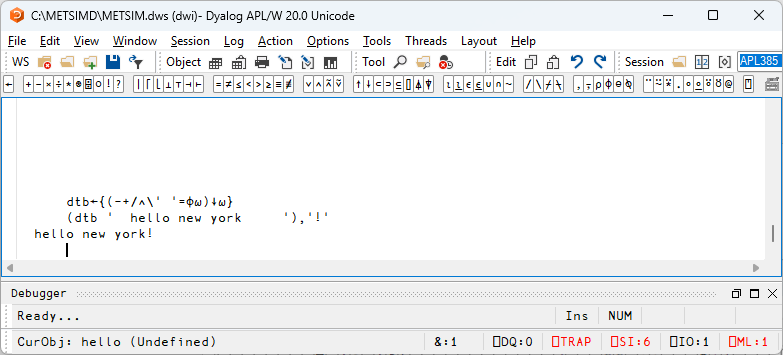 C:\METSIMD\METSIM.dws (dwi)- Dyalog APL/W 20.0 Unicode
File Edit View Window Session Log Action Options Tools Threads Layout Help
WS Object Tool Edit Session APL385
← + - × ÷ * ⍟ ⌹ ○ ! ? | ⌈ ⌊ ⊥ ⊤ ⊣ ⊢ = ≠ ≤ < > ≥ ≡ ≢ ∨ ∧ ⍲ ⍱ ↑ ↓ ⊂ ⊃ ⊆ ⌷ ⍋ ⍒ ⍳ ⍸ ∊ ⍷ ∪ ∩ ~ / \ ⌿ ⍀ , ⍪ ⍴ ⌽ ⊖ ⍉ ¨ ⍨ ⍣ . ∘ ⍛ ⍤ ⍥ @
dtb←{(-+/∧\' '=⌽⍵)↓⍵}
(dtb '  hello new york     '),'!'
hello new york!
Debugger
Ready... Ins NUM
CurObj: hello (Undefined) &:1 ⎕DQ:0 ⎕TRAP ⎕SI:6 ⎕IO:1 ⎕ML:1